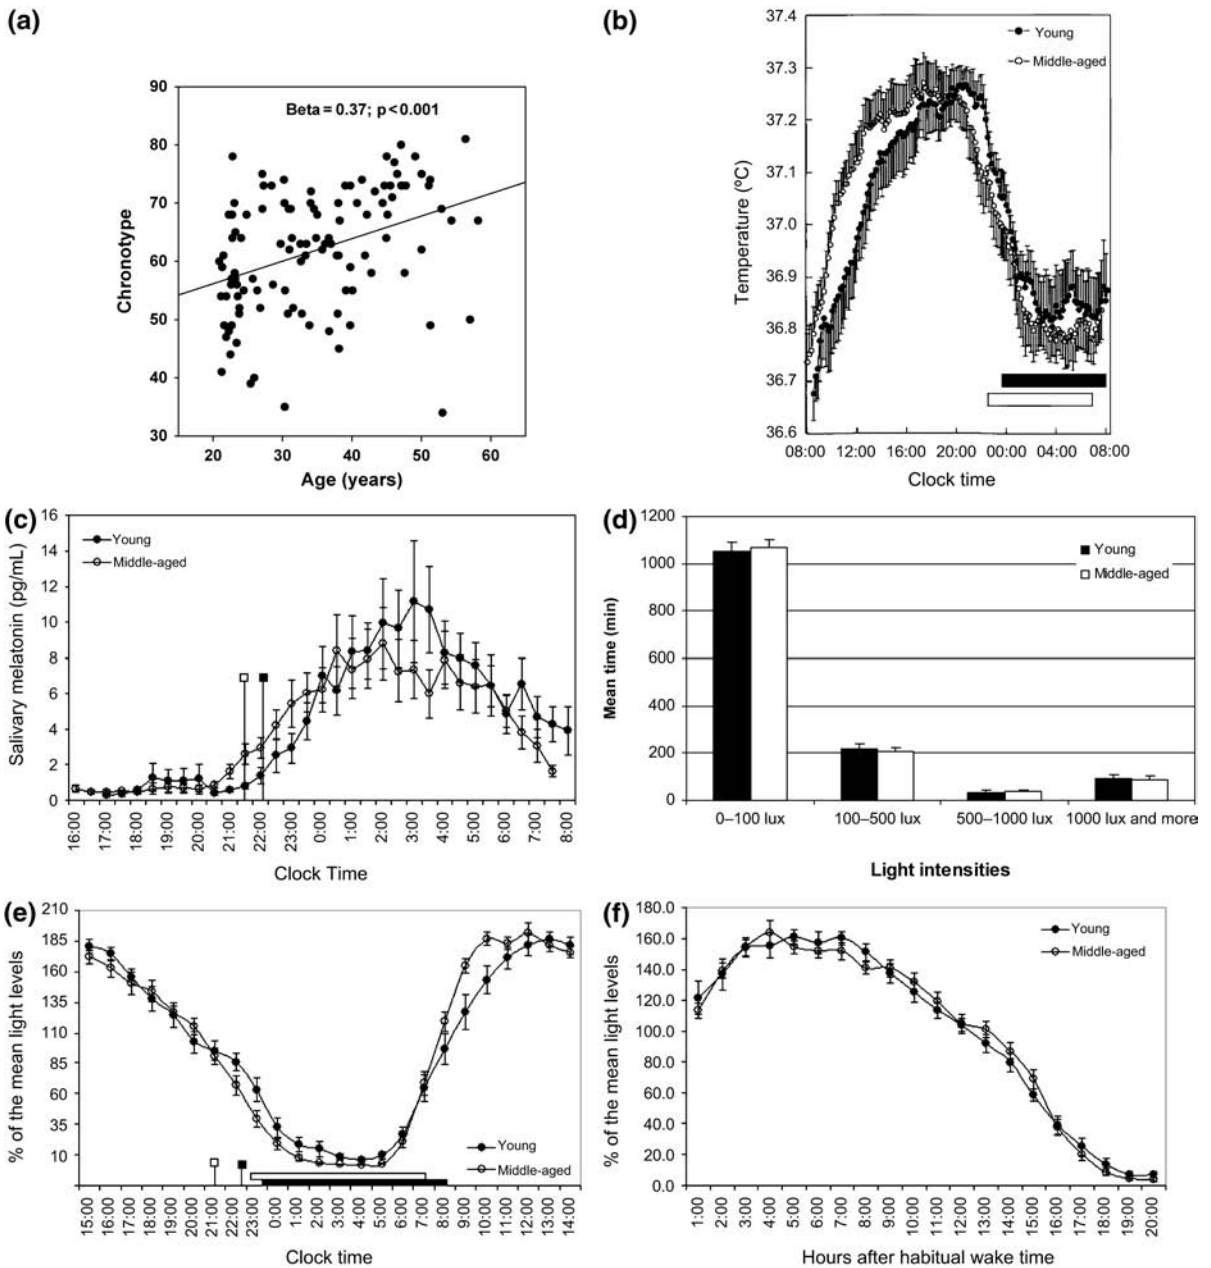 (a)
90
80
70
60
50
40
30
Beta = 0.37; p < 0.001
Chronotype
20 30 40 50 60
Age (years)
(b)
37.4
37.3
37.2
37.1
37.0
36.9
36.8
36.7
36.6
Temperature (ºC)
Young
Middle-aged
08:00 12:00 16:00 20:00 00:00 04:00 08:00
Clock time
(c)
16
14
12
10
8
6
4
2
0
Salivary melatonin (pg/mL)
Young
Middle-aged
16:00 17:00 18:00 19:00 20:00 21:00 22:00 23:00 0:00 1:00 2:00 3:00 4:00 5:00 6:00 7:00 8:00
Clock Time
(d)
1200
1000
800
600
400
200
0
Mean time (min)
Young
Middle-aged
0–100 lux 100–500 lux 500–1000 lux 1000 lux and more
Light intensities
(e)
210
185
160
135
110
85
60
35
10
% of the mean light levels
Young
Middle-aged
15:00 16:00 17:00 18:00 19:00 20:00 21:00 22:00 23:00 0:00 1:00 2:00 3:00 4:00 5:00 6:00 7:00 8:00 9:00 10:00 11:00 12:00 13:00 14:00
Clock time
(f)
180.0
160.0
140.0
120.0
100.0
80.0
60.0
40.0
20.0
0.0
% of the mean light levels
Young
Middle-aged
1:00 2:00 3:00 4:00 5:00 6:00 7:00 8:00 9:00 10:00 11:00 12:00 13:00 14:00 15:00 16:00 17:00 18:00 19:00 20:00
Hours after habitual wake time